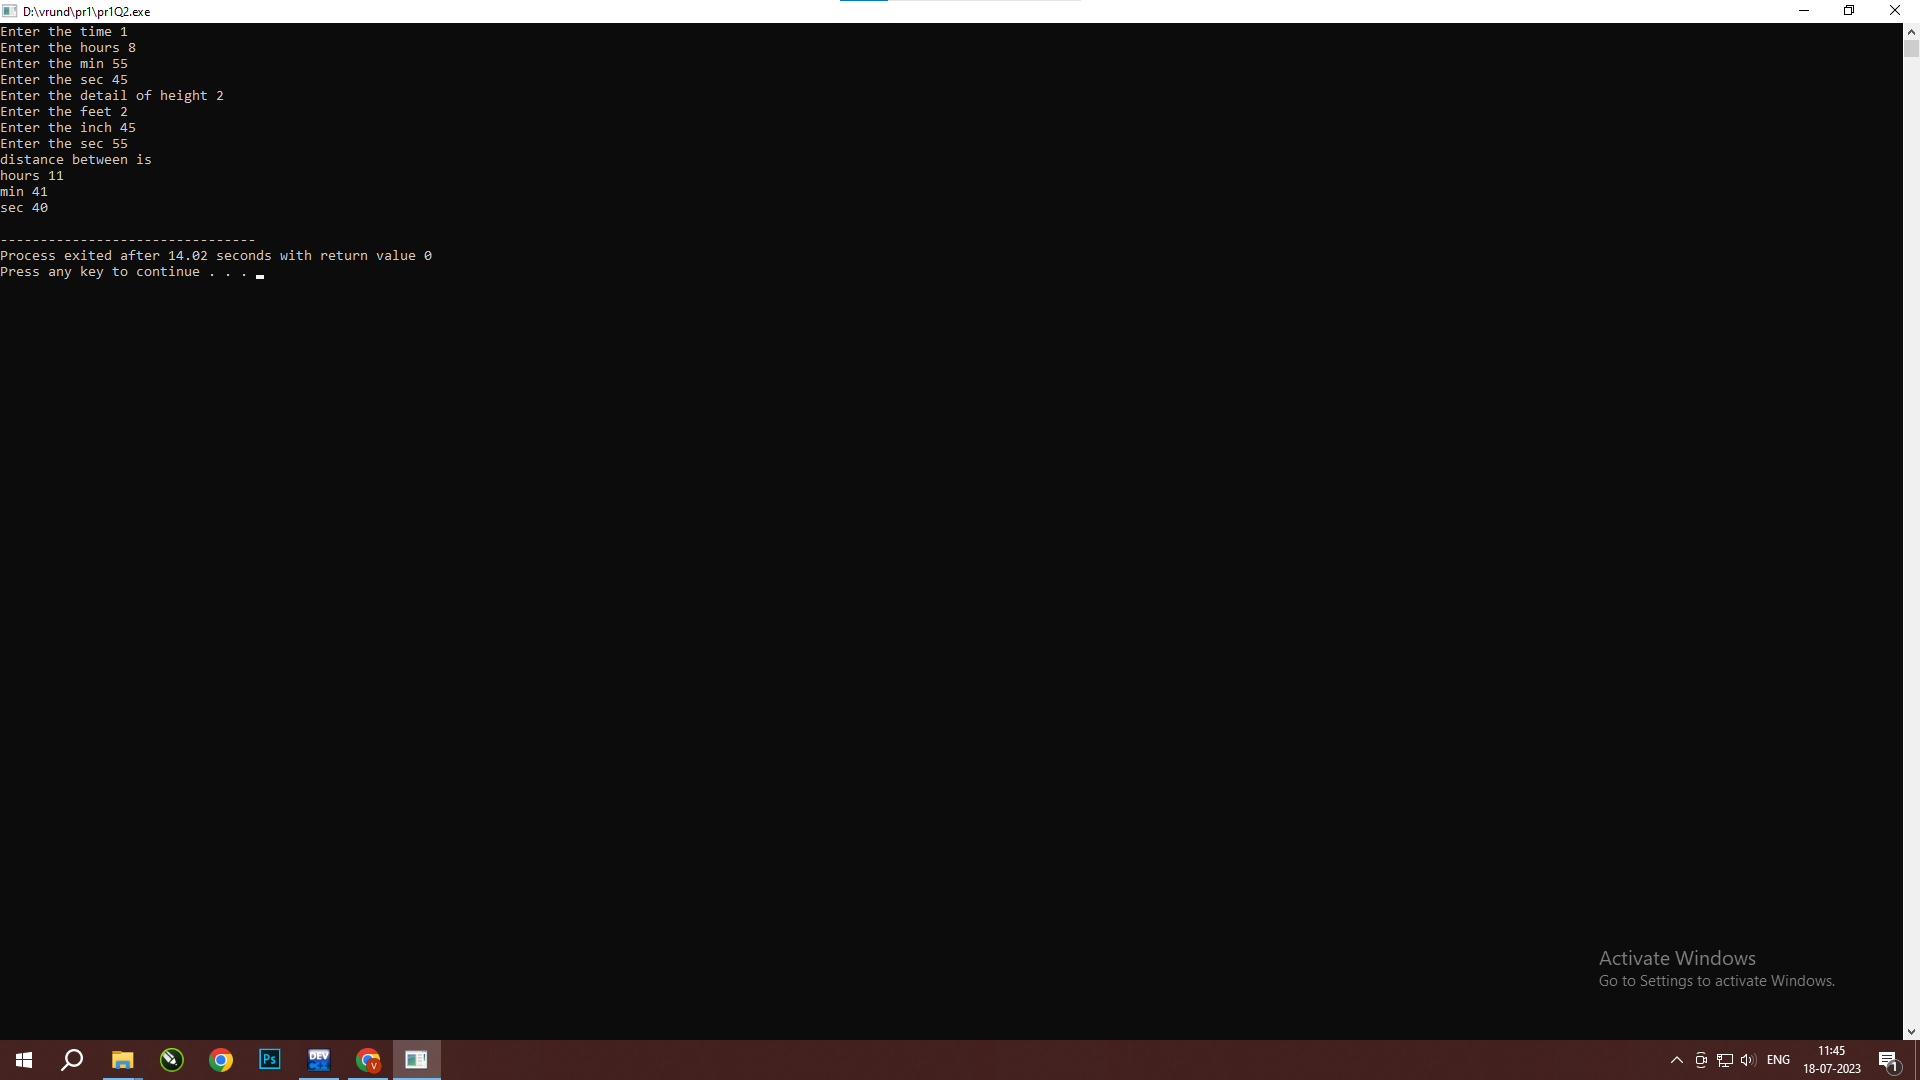 D:\vrund\pr1\pr1Q2.exe
Enter the time 1
Enter the hours 8
Enter the min 55
Enter the sec 45
Enter the detail of height 2
Enter the feet 2
Enter the inch 45
Enter the sec 55
distance between is
hours 11
min 41
sec 40
--------------------------------
Process exited after 14.02 seconds with return value 0
Press any key to continue . . .
Activate Windows
Go to Settings to activate Windows.
Ps
DEV
C++
V
ENG
11:45
18-07-2023
1